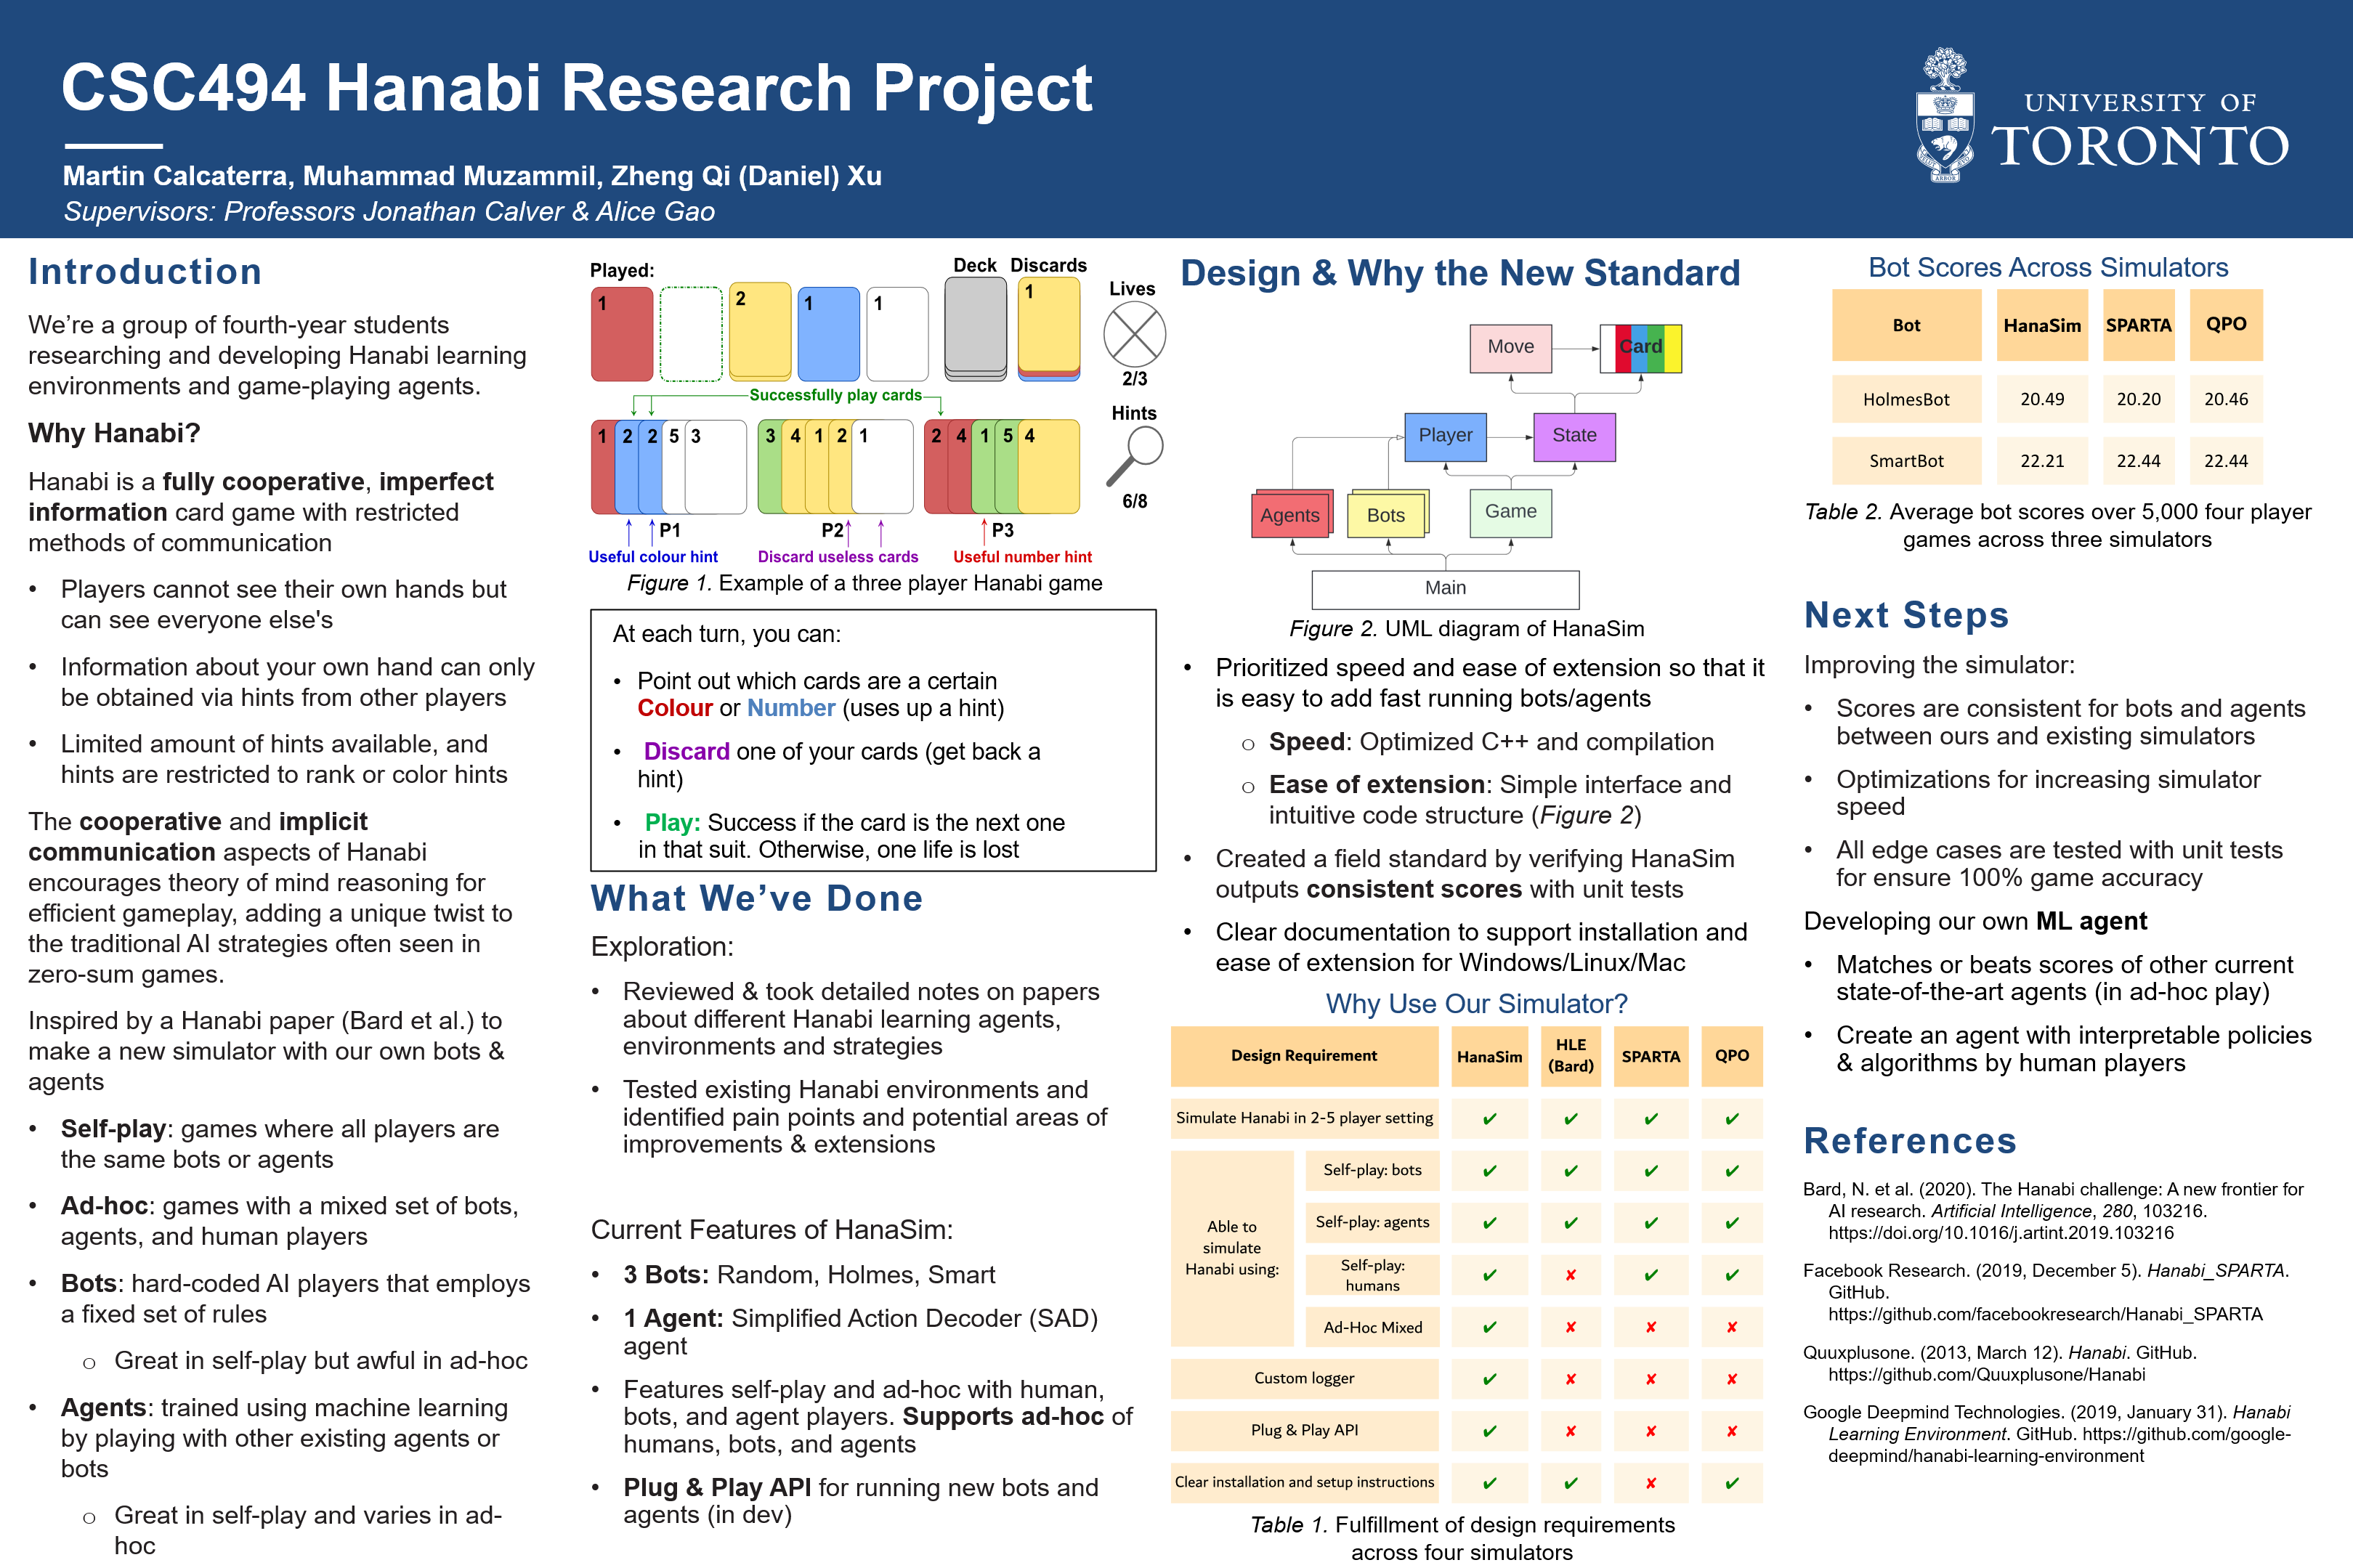 CSC494 Hanabi Research Project
Martin Calcaterra, Muhammad Muzammil, Zheng Qi (Daniel) Xu
Supervisors: Professors Jonathan Calver & Alice Gao
UNIVERSITY OF
TORONTO
Introduction
We’re a group of fourth-year students
researching and developing Hanabi learning
environments and game-playing agents.
Why Hanabi?
Hanabi is a fully cooperative, imperfect
information card game with restricted
methods of communication
• Players cannot see their own hands but
can see everyone else's
• Information about your own hand can only
be obtained via hints from other players
• Limited amount of hints available, and
hints are restricted to rank or color hints
The cooperative and implicit
communication aspects of Hanabi
encourages theory of mind reasoning for
efficient gameplay, adding a unique twist to
the traditional AI strategies often seen in
zero-sum games.
Inspired by a Hanabi paper (Bard et al.) to
make a new simulator with our own bots &
agents
• Self-play: games where all players are
the same bots or agents
• Ad-hoc: games with a mixed set of bots,
agents, and human players
• Bots: hard-coded AI players that employs
a fixed set of rules
o Great in self-play but awful in ad-hoc
• Agents: trained using machine learning
by playing with other existing agents or
bots
o Great in self-play and varies in ad-
hoc
Played:
Deck Discards
Lives
1 2 1 1 1
2/3
Successfully play cards
Hints
1 2 2 5 3 3 4 1 2 1 2 4 1 5 4
6/8
P1 P2 P3
Useful colour hint Discard useless cards Useful number hint
Figure 1. Example of a three player Hanabi game
At each turn, you can:
• Point out which cards are a certain
Colour or Number (uses up a hint)
• Discard one of your cards (get back a
hint)
• Play: Success if the card is the next one
in that suit. Otherwise, one life is lost
What We’ve Done
Exploration:
• Reviewed & took detailed notes on papers
about different Hanabi learning agents,
environments and strategies
• Tested existing Hanabi environments and
identified pain points and potential areas of
improvements & extensions
Current Features of HanaSim:
• 3 Bots: Random, Holmes, Smart
• 1 Agent: Simplified Action Decoder (SAD)
agent
• Features self-play and ad-hoc with human,
bots, and agent players. Supports ad-hoc of
humans, bots, and agents
• Plug & Play API for running new bots and
agents (in dev)
Design & Why the New Standard
Move Card
Player State
Agents Bots Game
Main
Figure 2. UML diagram of HanaSim
• Prioritized speed and ease of extension so that it
is easy to add fast running bots/agents
o Speed: Optimized C++ and compilation
o Ease of extension: Simple interface and
intuitive code structure (Figure 2)
• Created a field standard by verifying HanaSim
outputs consistent scores with unit tests
• Clear documentation to support installation and
ease of extension for Windows/Linux/Mac
Why Use Our Simulator?
Design Requirement HanaSim HLE (Bard) SPARTA QPO
Simulate Hanabi in 2-5 player setting ✔ ✔ ✔ ✔
Able to
simulate
Hanabi using:
Self-play: bots ✔ ✔ ✔ ✔
Self-play: agents ✔ ✔ ✔ ✔
Self-play:
humans ✔ ✘ ✔ ✔
Ad-Hoc Mixed ✔ ✘ ✘ ✘
Custom logger ✔ ✘ ✘ ✘
Plug & Play API ✔ ✘ ✘ ✘
Clear installation and setup instructions ✔ ✔ ✘ ✔
Table 1. Fulfillment of design requirements
across four simulators
Bot Scores Across Simulators
Bot HanaSim SPARTA QPO
HolmesBot 20.49 20.20 20.46
SmartBot 22.21 22.44 22.44
Table 2. Average bot scores over 5,000 four player
games across three simulators
Next Steps
Improving the simulator:
• Scores are consistent for bots and agents
between ours and existing simulators
• Optimizations for increasing simulator
speed
• All edge cases are tested with unit tests
for ensure 100% game accuracy
Developing our own ML agent
• Matches or beats scores of other current
state-of-the-art agents (in ad-hoc play)
• Create an agent with interpretable policies
& algorithms by human players
References
Bard, N. et al. (2020). The Hanabi challenge: A new frontier for
AI research. Artificial Intelligence, 280, 103216.
https://doi.org/10.1016/j.artint.2019.103216
Facebook Research. (2019, December 5). Hanabi_SPARTA.
GitHub.
https://github.com/facebookresearch/Hanabi_SPARTA
Quuxplusone. (2013, March 12). Hanabi. GitHub.
https://github.com/Quuxplusone/Hanabi
Google Deepmind Technologies. (2019, January 31). Hanabi
Learning Environment. GitHub. https://github.com/google-
deepmind/hanabi-learning-environment